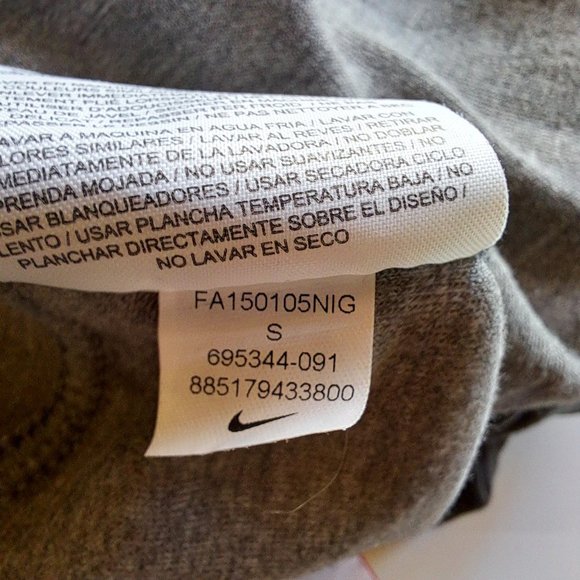 LAVAR A MAQUINA EN AGUA FRIA / LAVAR CON
COLORES SIMILARES / LAVAR AL REVES / RETIRAR
INMEDIATAMENTE DE LA LAVADORA / NO DOBLAR
PRENDA MOJADA / NO USAR SUAVIZANTES / NO
USAR BLANQUEADORES / USAR SECADORA CICLO
LENTO / USAR PLANCHA TEMPERATURA BAJA / NO
PLANCHAR DIRECTAMENTE SOBRE EL DISEÑO /
NO LAVAR EN SECO
FA150105NIG
S
695344-091
885179433800